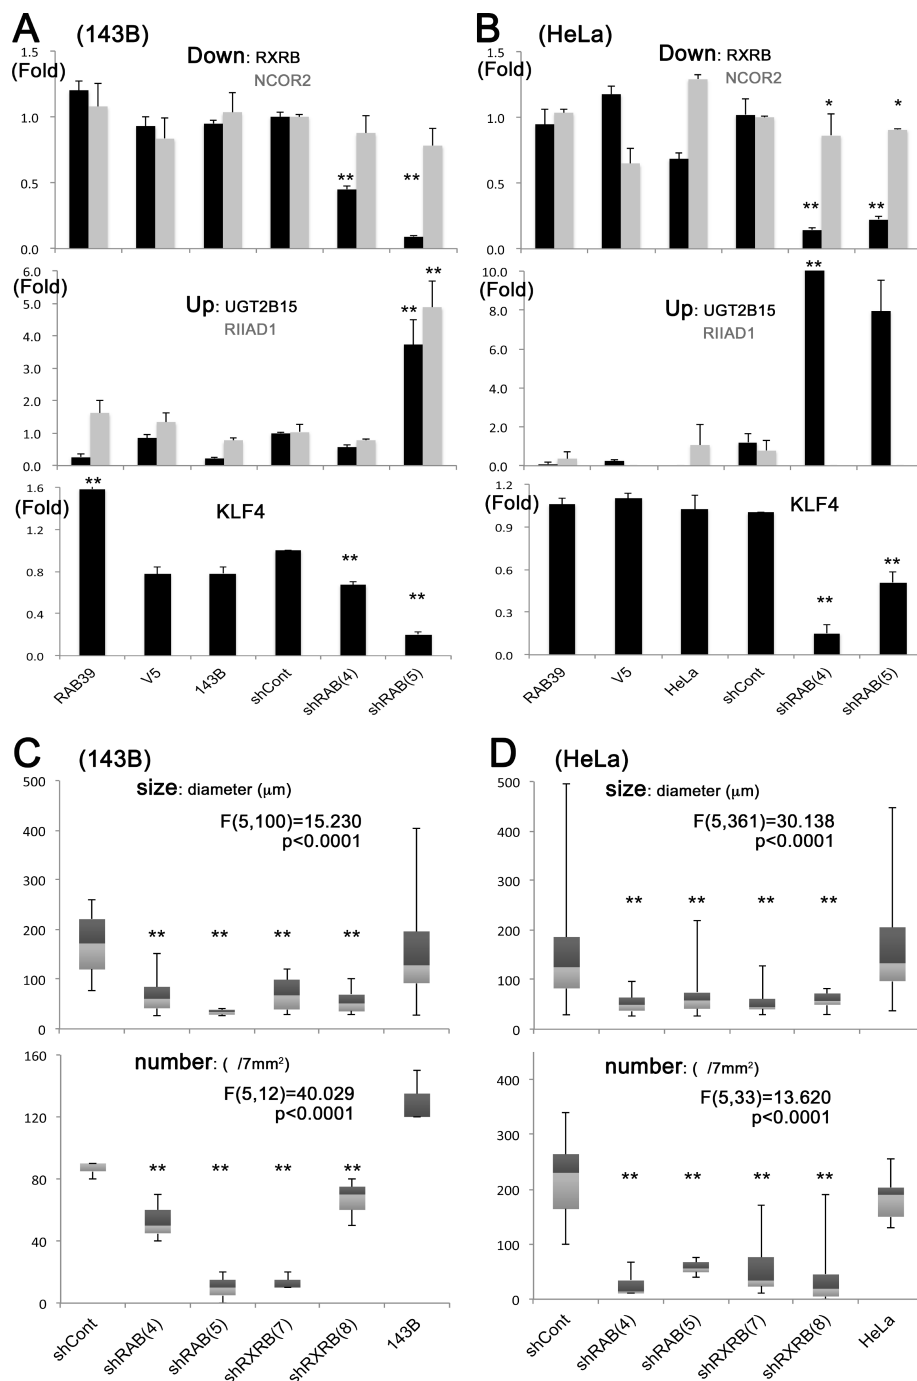 A (143B)
1.5
(Fold)
Down: RXRB
NCOR2
1.0
** **
0.5
0.0
6.0
(Fold)
**
5.0
Up: UGT2B15
**
RIIAD1
4.0
3.0
2.0
1.0
0.0
1.6
**
(Fold)
KLF4
1.2
**
0.8
**
0.4
0.0
RAB39 V5 143B shCont shRAB(4) shRAB(5)
B (HeLa)
1.5
(Fold)
Down: RXRB
NCOR2
* *
1.0
0.5
** **
0.0
10.0
**
(Fold)
Up: UGT2B15
8.0
RIIAD1
6.0
4.0
2.0
0.0
1.2
(Fold)
KLF4
0.9
**
0.6
**
0.3
0.0
RAB39 V5 HeLa shCont shRAB(4) shRAB(5)
C (143B)
500
size: diameter (μm)
F(5,100)=15.230
400
p<0.0001
300
200
** ** ** **
100
0
160
number: ( /7mm²)
F(5,12)=40.029
p<0.0001
120
** ** ** **
80
40
0
shCont shRAB(4) shRAB(5) shRXRB(7) shRXRB(8) 143B
D (HeLa)
500
size: diameter (μm)
F(5,361)=30.138
400
p<0.0001
300
** ** ** **
200
100
0
number: ( /7mm²)
400
F(5,33)=13.620
p<0.0001
300
** ** ** **
200
100
0
shCont shRAB(4) shRAB(5) shRXRB(7) shRXRB(8) HeLa